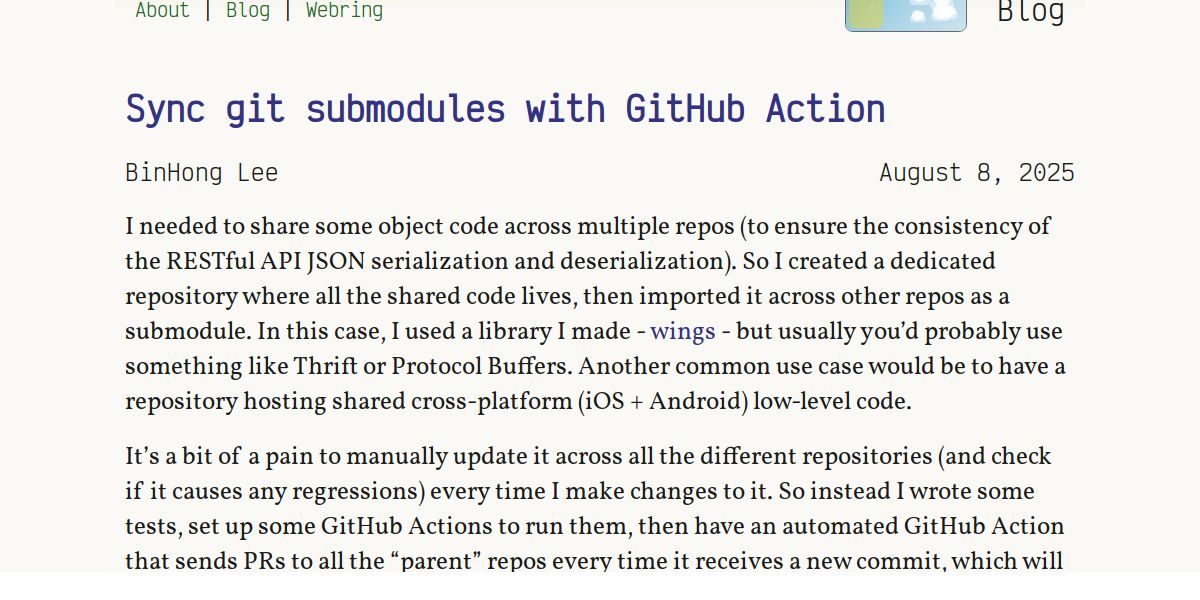 About | Blog | Webring
Blog
Sync git submodules with GitHub Action
BinHong Lee
August 8, 2025
I needed to share some object code across multiple repos (to ensure the consistency of
the RESTful API JSON serialization and deserialization). So I created a dedicated
repository where all the shared code lives, then imported it across other repos as a
submodule. In this case, I used a library I made - wings - but usually you’d probably use
something like Thrift or Protocol Buffers. Another common use case would be to have a
repository hosting shared cross-platform (iOS + Android) low-level code.
It’s a bit of a pain to manually update it across all the different repositories (and check
if it causes any regressions) every time I make changes to it. So instead I wrote some
tests, set up some GitHub Actions to run them, then have an automated GitHub Action
that sends PRs to all the “parent” repos every time it receives a new commit, which will